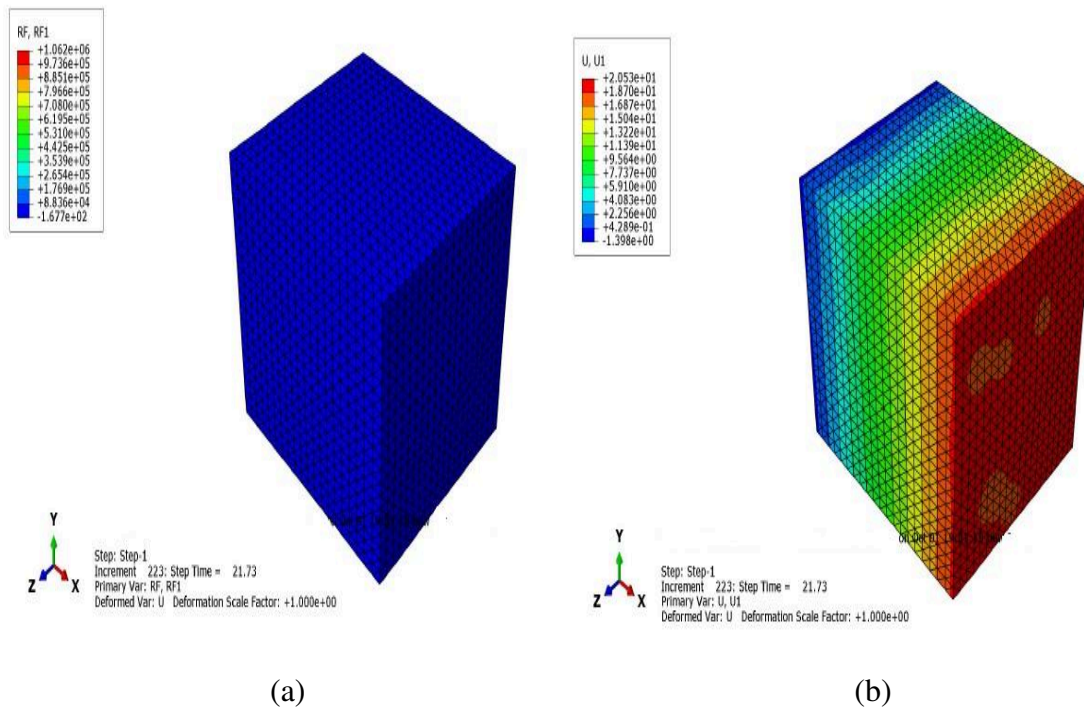 RF, RF1
+1.062e+06
+9.736e+05
+8.851e+05
+7.966e+05
+7.080e+05
+6.195e+05
+5.310e+05
+4.425e+05
+3.539e+05
+2.654e+05
+1.769e+05
+8.836e+04
-1.677e+02
Y
Z
X
Step: Step-1
Increment 223: Step Time = 21.73
Primary Var: RF, RF1
Deformed Var: U Deformation Scale Factor: +1.000e+00
(a)
U, U1
+2.053e+01
+1.870e+01
+1.687e+01
+1.504e+01
+1.322e+01
+1.139e+01
+9.564e+00
+7.737e+00
+5.910e+00
+4.083e+00
+2.256e+00
+4.289e-01
-1.398e+00
Y
Z
X
Step: Step-1
Increment 223: Step Time = 21.73
Primary Var: U, U1
Deformed Var: U Deformation Scale Factor: +1.000e+00
(b)